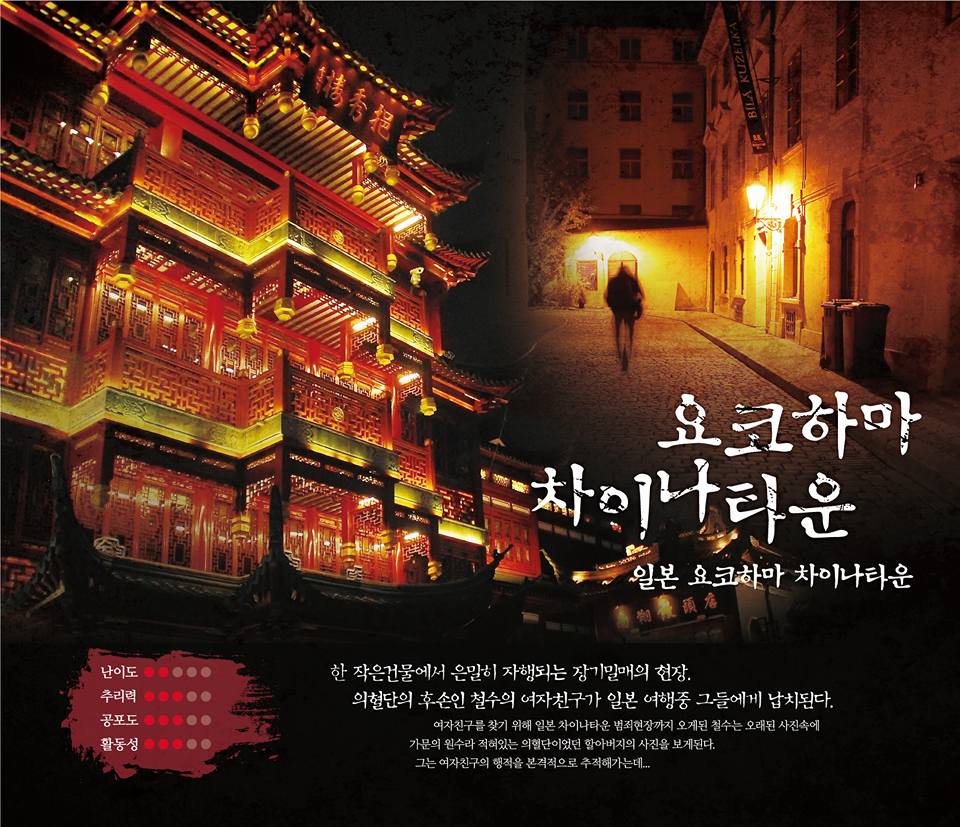 挹秀樓
BILÁ KUZELKA
요코하마
차이나타운
일본 요코하마 차이나타운
난이도
추리력
공포도
활동성
한 작은건물에서 은밀히 자행되는 장기밀매의 현장.
의혈단의 후손인 철수의 여자친구가 일본 여행중 그들에게 납치된다.
여자친구를 찾기 위해 일본 차이나타운 범죄현장까지 오게된 철수는 오래된 사진속에
가문의 원수라 적혀있는 의혈단이었던 할아버지의 사진을 보게된다.
그는 여자친구의 행적을 본격적으로 추적해가는데...